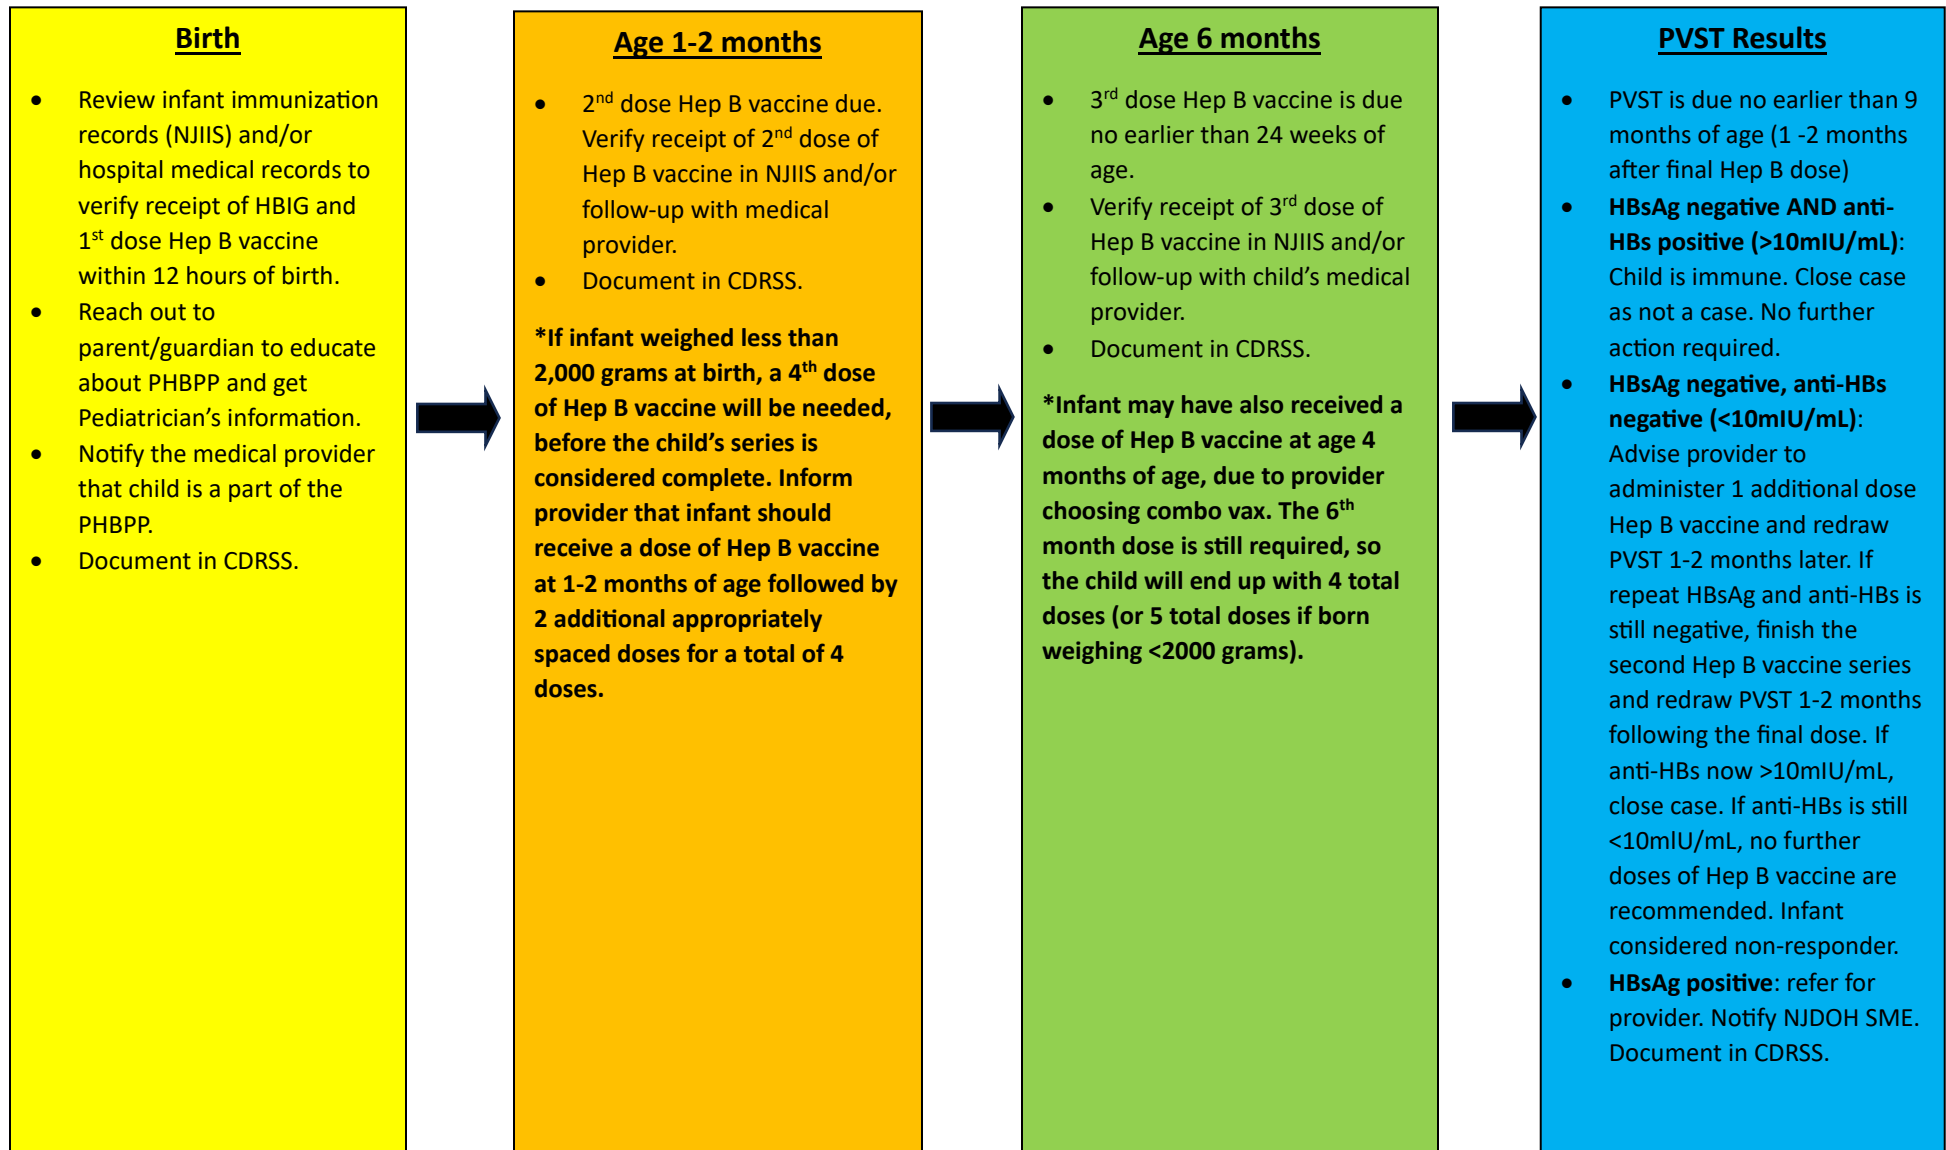 Birth
• Review infant immunization
records (NJIIS) and/or
hospital medical records to
verify receipt of HBIG and
1st dose Hep B vaccine
within 12 hours of birth.
• Reach out to
parent/guardian to educate
about PHBPP and get
Pediatrician’s information.
• Notify the medical provider
that child is a part of the
PHBPP.
• Document in CDRSS.
Age 1-2 months
• 2nd dose Hep B vaccine due.
Verify receipt of 2nd dose of
Hep B vaccine in NJIIS and/or
follow-up with medical
provider.
• Document in CDRSS.
*If infant weighed less than
2,000 grams at birth, a 4th dose
of Hep B vaccine will be needed,
before the child’s series is
considered complete. Inform
provider that infant should
receive a dose of Hep B vaccine
at 1-2 months of age followed by
2 additional appropriately
spaced doses for a total of 4
doses.
Age 6 months
• 3rd dose Hep B vaccine is due
no earlier than 24 weeks of
age.
• Verify receipt of 3rd dose of
Hep B vaccine in NJIIS and/or
follow-up with child’s medical
provider.
• Document in CDRSS.
*Infant may have also received a
dose of Hep B vaccine at age 4
months of age, due to provider
choosing combo vax. The 6th
month dose is still required, so
the child will end up with 4 total
doses (or 5 total doses if born
weighing <2000 grams).
PVST Results
• PVST is due no earlier than 9
months of age (1 -2 months
after final Hep B dose)
• HBsAg negative AND anti-
HBs positive (>10mIU/mL):
Child is immune. Close case
as not a case. No further
action required.
• HBsAg negative, anti-HBs
negative (<10mIU/mL):
Advise provider to
administer 1 additional dose
Hep B vaccine and redraw
PVST 1-2 months later. If
repeat HBsAg and anti-HBs is
still negative, finish the
second Hep B vaccine series
and redraw PVST 1-2 months
following the final dose. If
anti-HBs now >10mIU/mL,
close case. If anti-HBs is still
<10mlU/mL, no further
doses of Hep B vaccine are
recommended. Infant
considered non-responder.
• HBsAg positive: refer for
provider. Notify NJDOH SME.
Document in CDRSS.